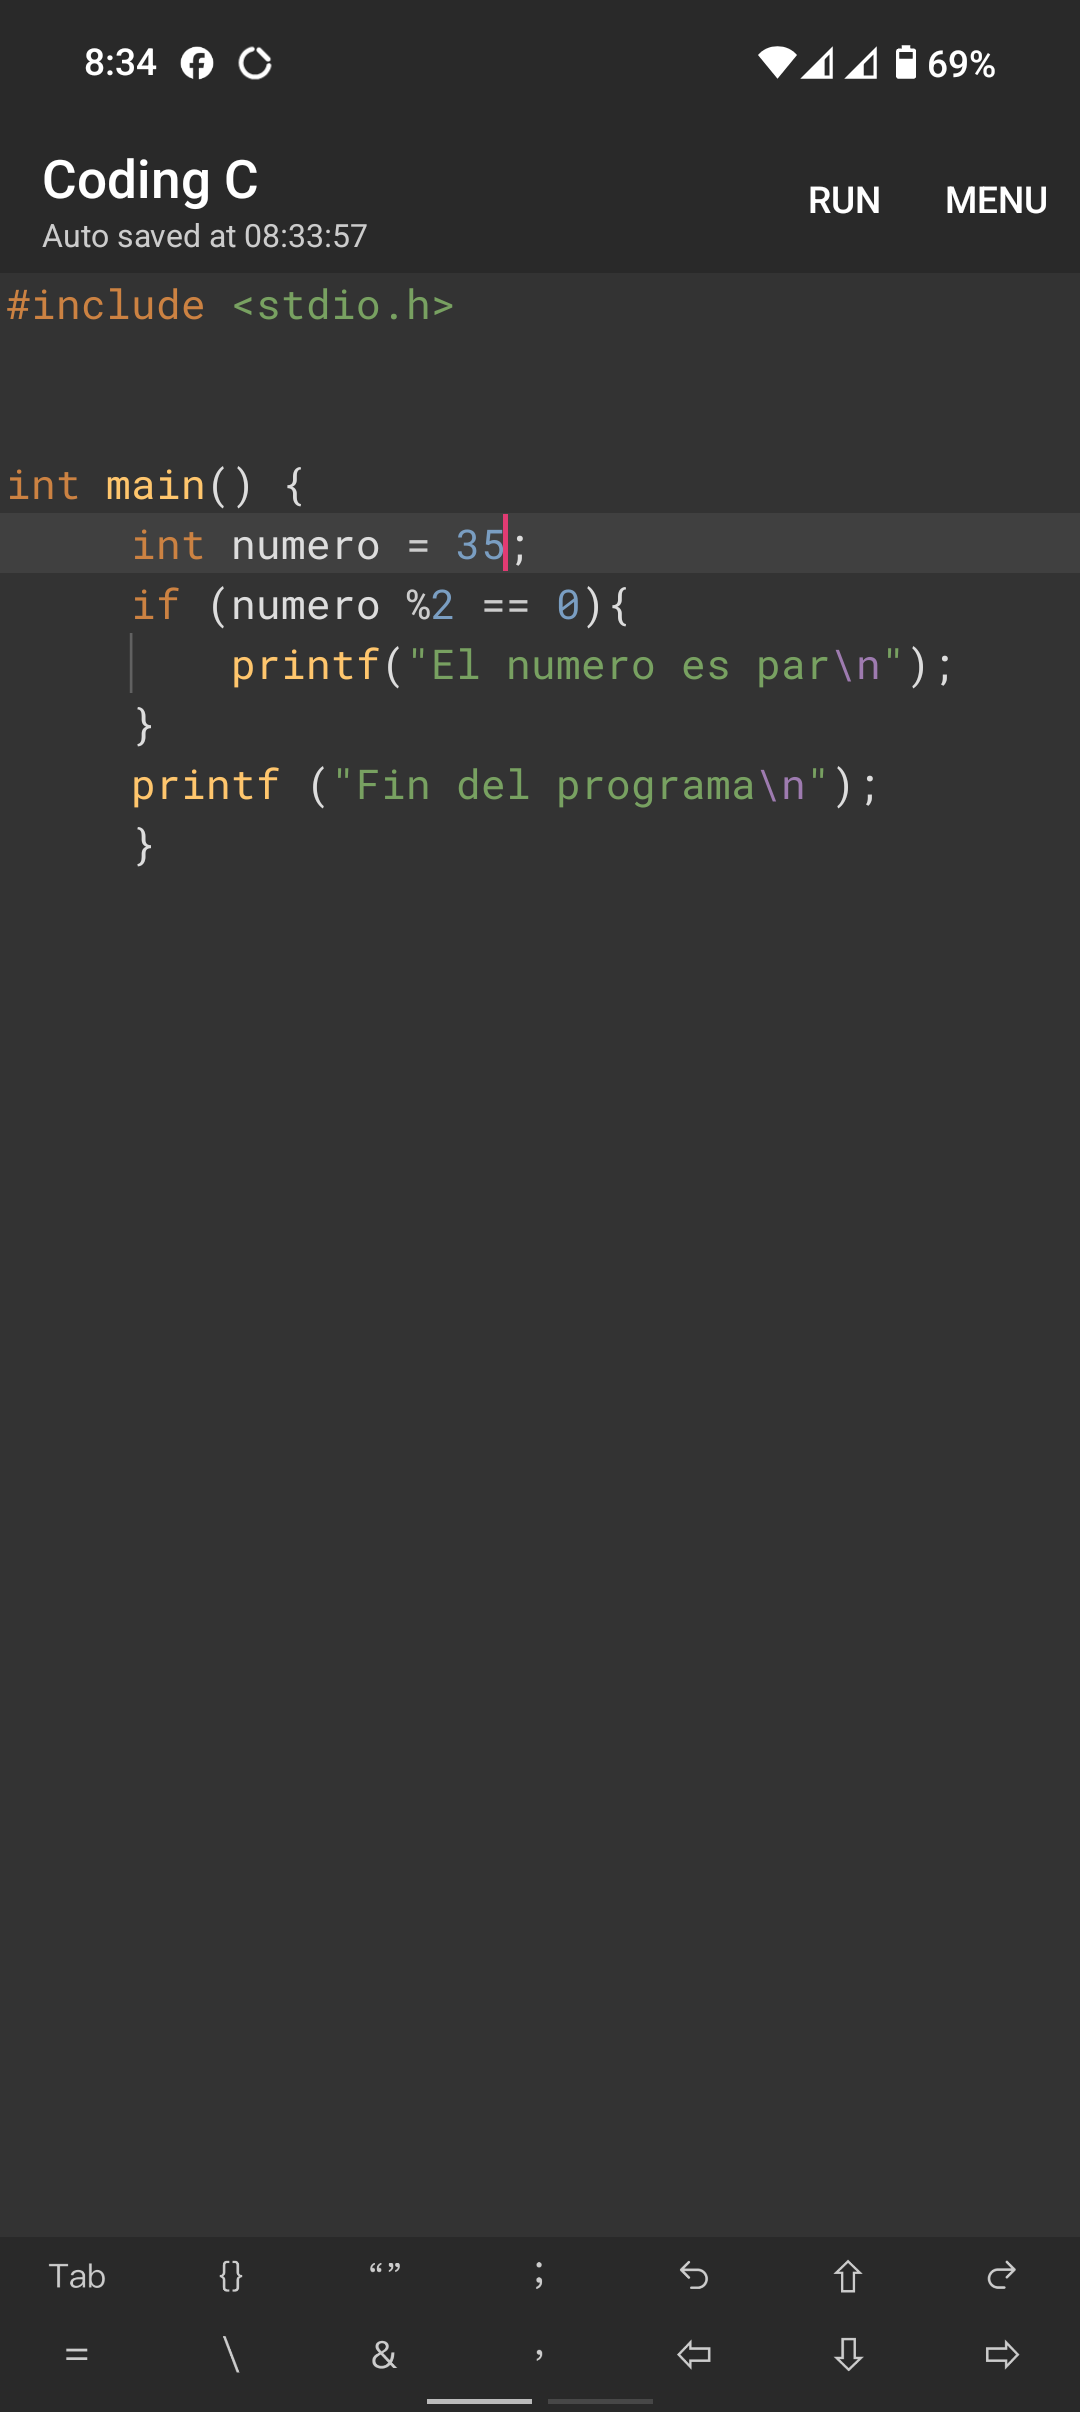 8:34 69%
Coding C
Auto saved at 08:33:57
RUN MENU
#include <stdio.h>
int main() {
int numero = 35;
if (numero %2 == 0){
printf("El numero es par\n");
}
printf ("Fin del programa\n");
}
Tab {} “” ;
= \ & ,